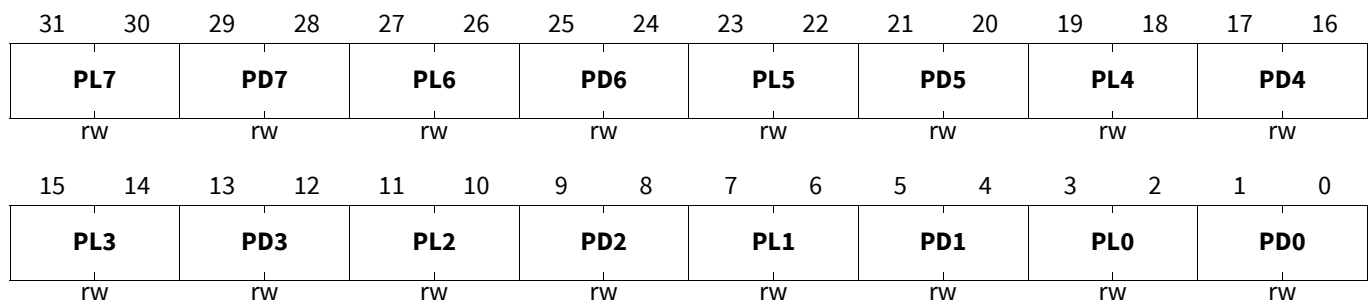 31 30 29 28 27 26 25 24 23 22 21 20 19 18 17 16
PL7 PD7 PL6 PD6 PL5 PD5 PL4 PD4
rw rw rw rw rw rw rw rw
15 14 13 12 11 10 9 8 7 6 5 4 3 2 1 0
PL3 PD3 PL2 PD2 PL1 PD1 PL0 PD0
rw rw rw rw rw rw rw rw